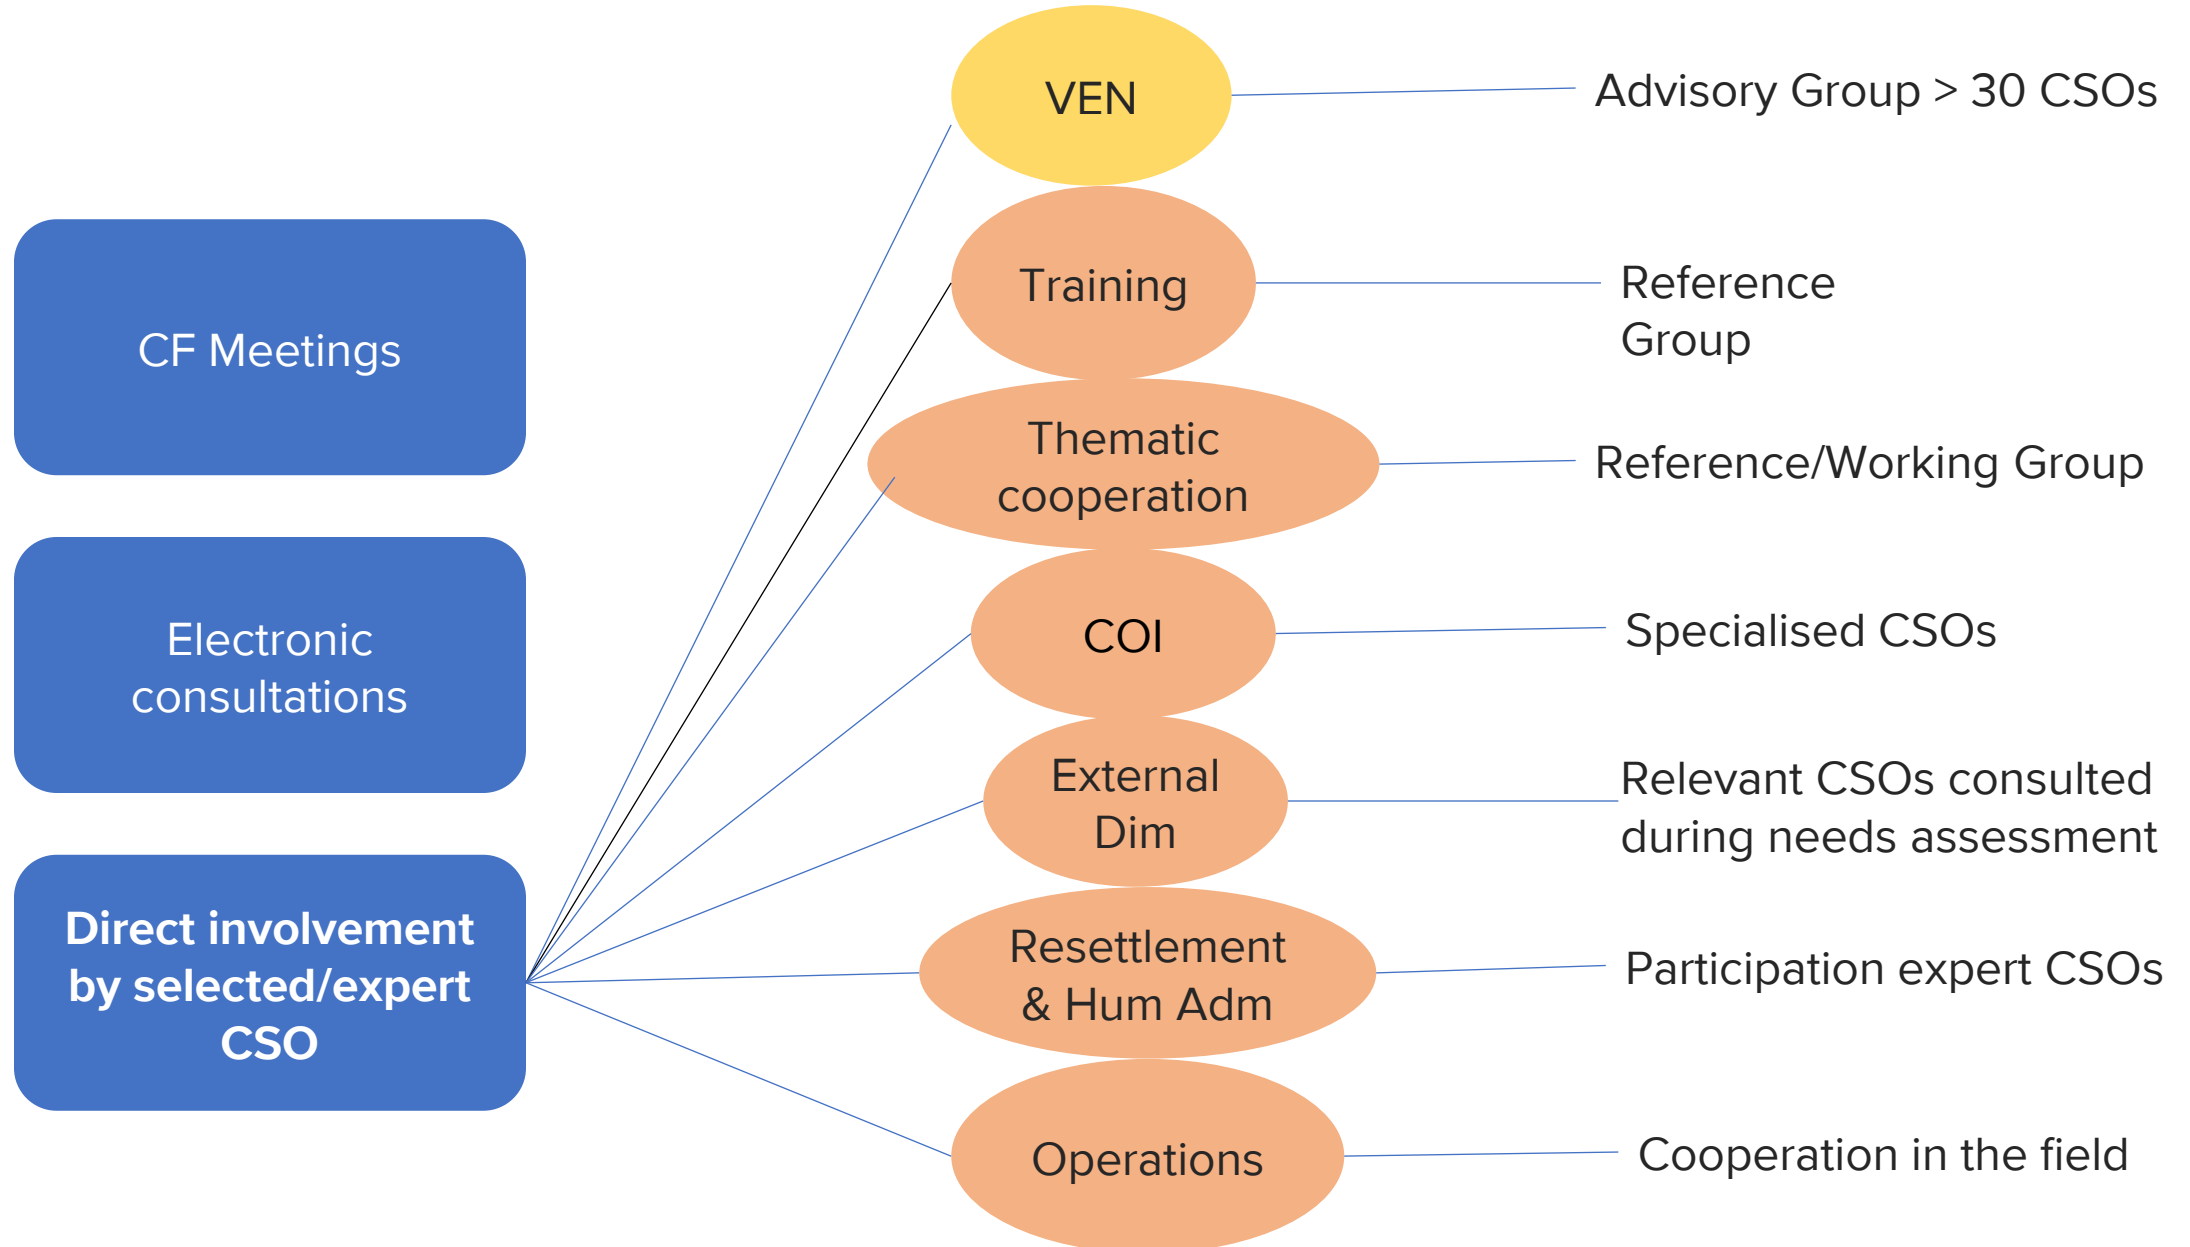 CF Meetings
Electronic
consultations
Direct involvement
by selected/expert
CSO
VEN
Advisory Group > 30 CSOs
Training
Reference
Group
Thematic
cooperation
Reference/Working Group
COI
Specialised CSOs
External
Dim
Relevant CSOs consulted
during needs assessment
Resettlement
& Hum Adm
Participation expert CSOs
Operations
Cooperation in the field